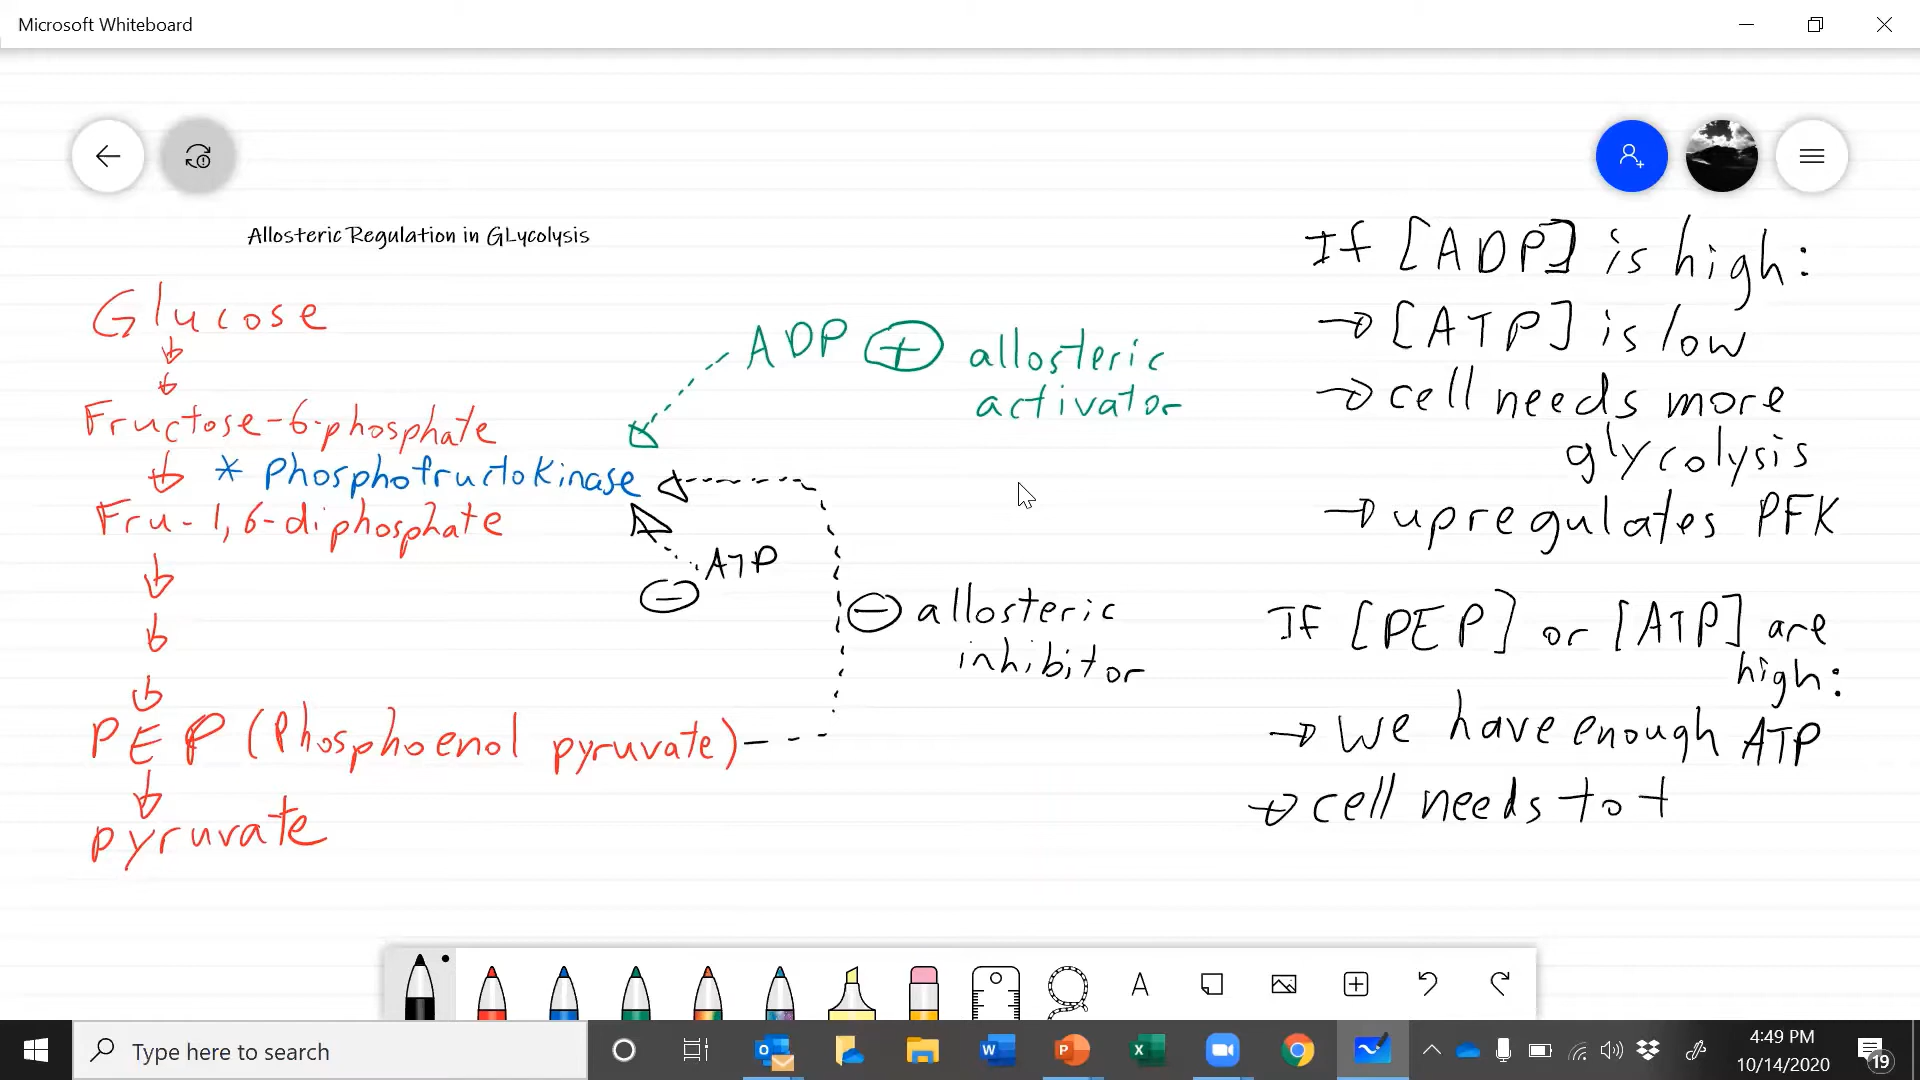 Microsoft Whiteboard
Allosteric Regulation in GLycolysis
Glucose
Fructose-6-phosphate
* Phosphofructokinase
Fru-1,6-diphosphate
PEP (Phosphoenol pyruvate)
pyruvate
ADP + allosteric
activator
ATP
−
− allosteric
inhibitor
If [ADP] is high:
→ [ATP] is low
→ cell needs more
glycolysis
→ upregulates PFK
If [PEP] or [ATP] are
high:
→ We have enough ATP
→ cell needs to t
A
Type here to search
4:49 PM
10/14/2020
19